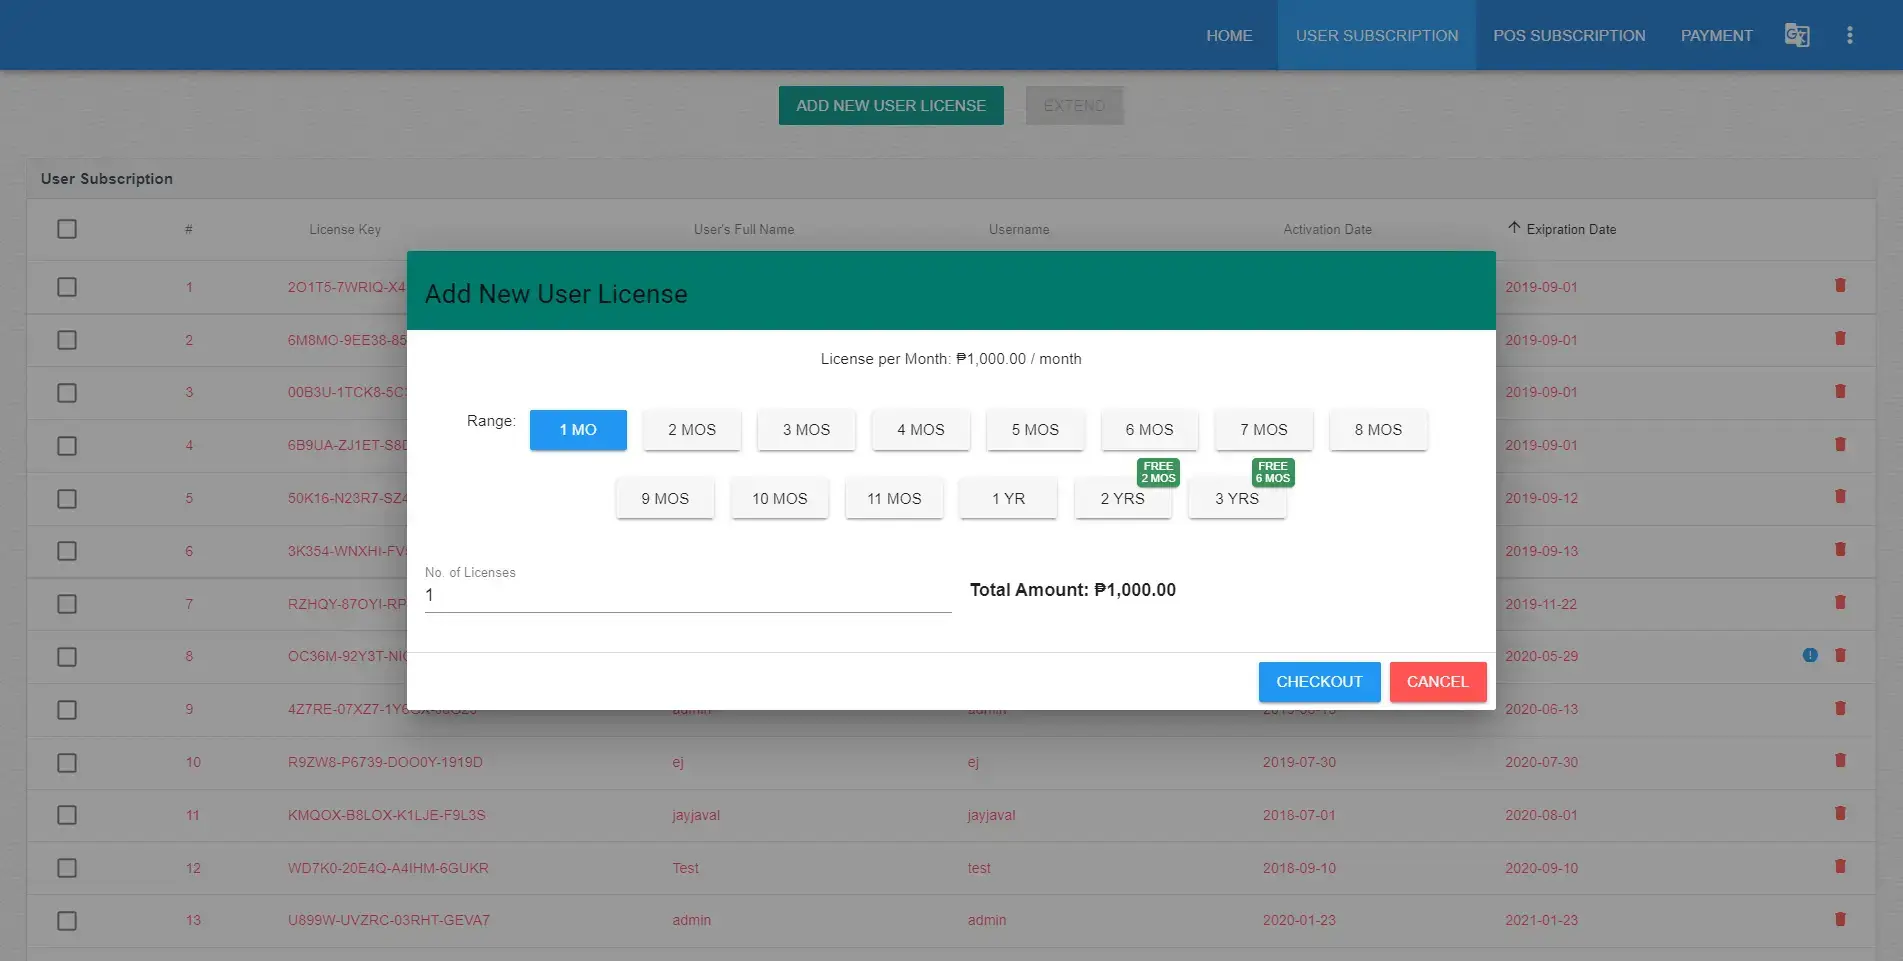 HOME USER SUBSCRIPTION POS SUBSCRIPTION PAYMENT
ADD NEW USER LICENSE EXTEND
User Subscription
# License Key User's Full Name Username Activation Date Exipration Date
1 2O1T5-7WRIQ-X4 2019-09-01
2 6M8MO-9EE38-85 2019-09-01
3 00B3U-1TCK8-5C 2019-09-01
4 6B9UA-ZJ1ET-S8D 2019-09-01
5 50K16-N23R7-SZ4 2019-09-12
6 3K354-WNXHI-FV 2019-09-13
7 RZHQY-87OYI-RP 2019-11-22
8 OC36M-92Y3T-NI 2020-05-29
9 4Z7RE-07XZ7-1Y6 admin admin 2020-06-13
10 R9ZW8-P6739-DOO0Y-1919D ej ej 2019-07-30 2020-07-30
11 KMQOX-B8LOX-K1LJE-F9L3S jayjaval jayjaval 2018-07-01 2020-08-01
12 WD7K0-20E4Q-A4IHM-6GUKR Test test 2018-09-10 2020-09-10
13 U899W-UVZRC-03RHT-GEVA7 admin admin 2020-01-23 2021-01-23
Add New User License
License per Month: ₱1,000.00 / month
Range: 1 MO 2 MOS 3 MOS 4 MOS 5 MOS 6 MOS 7 MOS 8 MOS
FREE 2 MOS FREE 6 MOS
9 MOS 10 MOS 11 MOS 1 YR 2 YRS 3 YRS
No. of Licenses
1
Total Amount: ₱1,000.00
CHECKOUT CANCEL